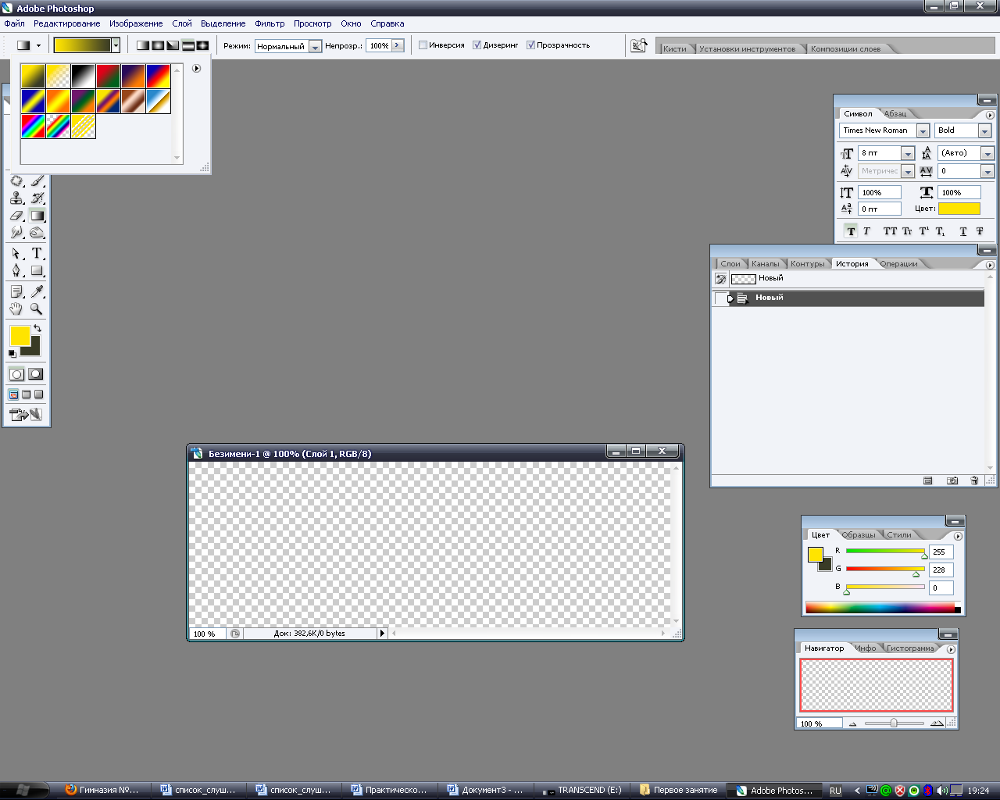 Adobe Photoshop
Файл Редактирование Изображение Слой Выделение Фильтр Просмотр Окно Справка
Режим: Нормальный Непрозр.: 100% Инверсия Дизеринг Прозрачность
Кисти Установки инструментов Композиции слоев
Символ Абзац
Times New Roman Bold
8 пт (Авто)
Метричес 0
100% 100%
0 пт Цвет:
Слои Каналы Контуры История Операции
Новый
Новый
Безимени-1 @ 100% (Слой 1, RGB/8)
100 % Док: 382,6K/0 bytes
Цвет Образцы Стили
R 255
G 228
B 0
Навигатор Инфо Гистограмма
100 %
Гимназия №... список_слуш... список_слуш... Практическо... Документ3 - ... TRANSCEND (E:) Первое занятие Adobe Photos... RU 19:24